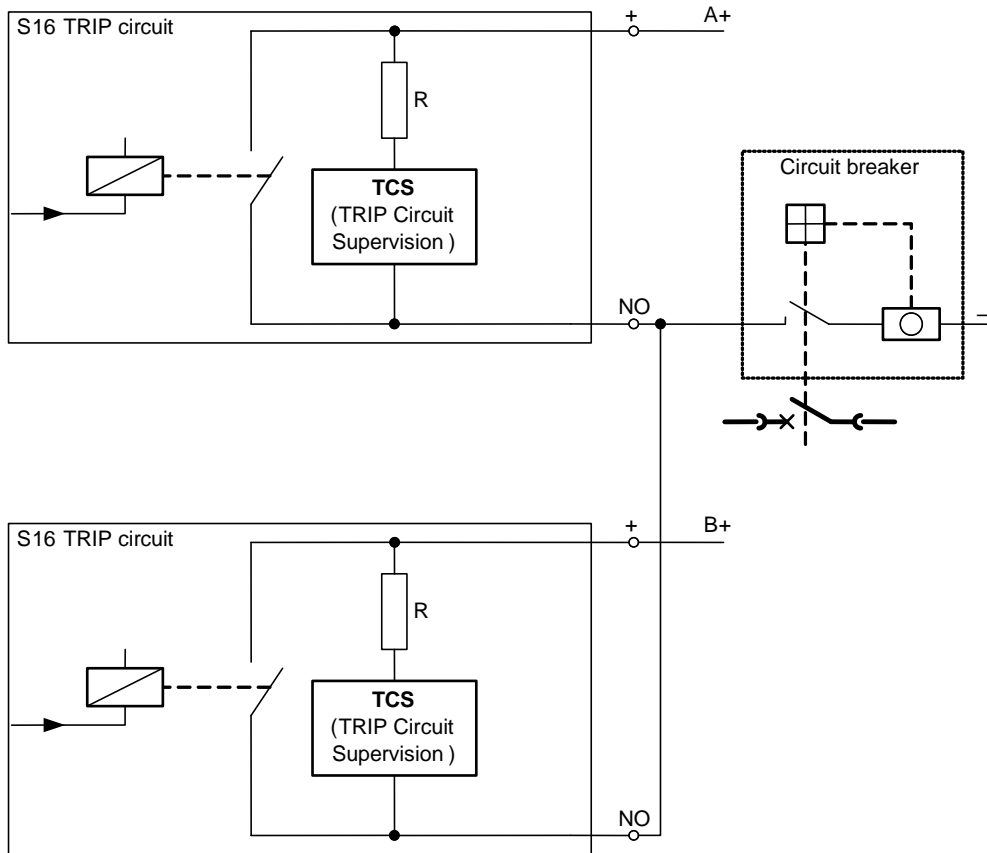 S16 TRIP circuit
+
A+
R
TCS
(TRIP Circuit
Supervision )
Circuit breaker
NO
–
S16 TRIP circuit
+
B+
R
TCS
(TRIP Circuit
Supervision )
NO